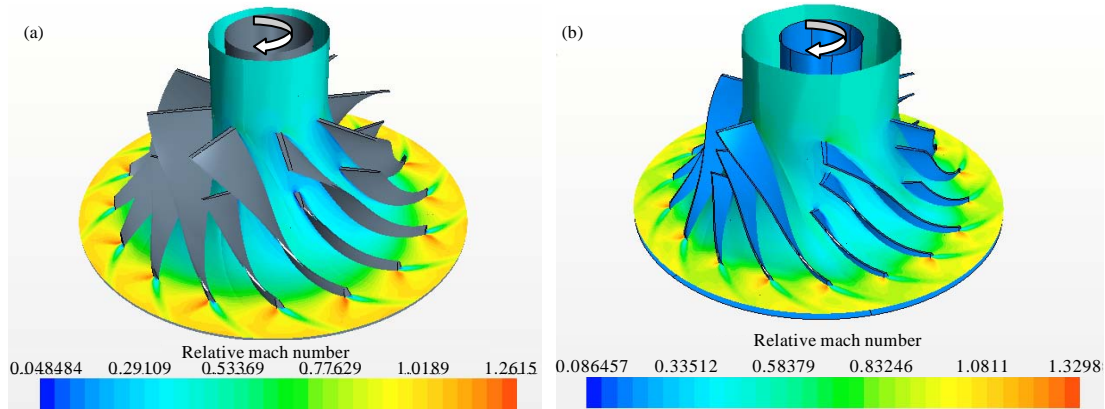 (a)
(b)
Relative mach number
0.048484 0.29109 0.53369 0.77629 1.0189 1.2615
Relative mach number
0.086457 0.33512 0.58379 0.83246 1.0811 1.3298